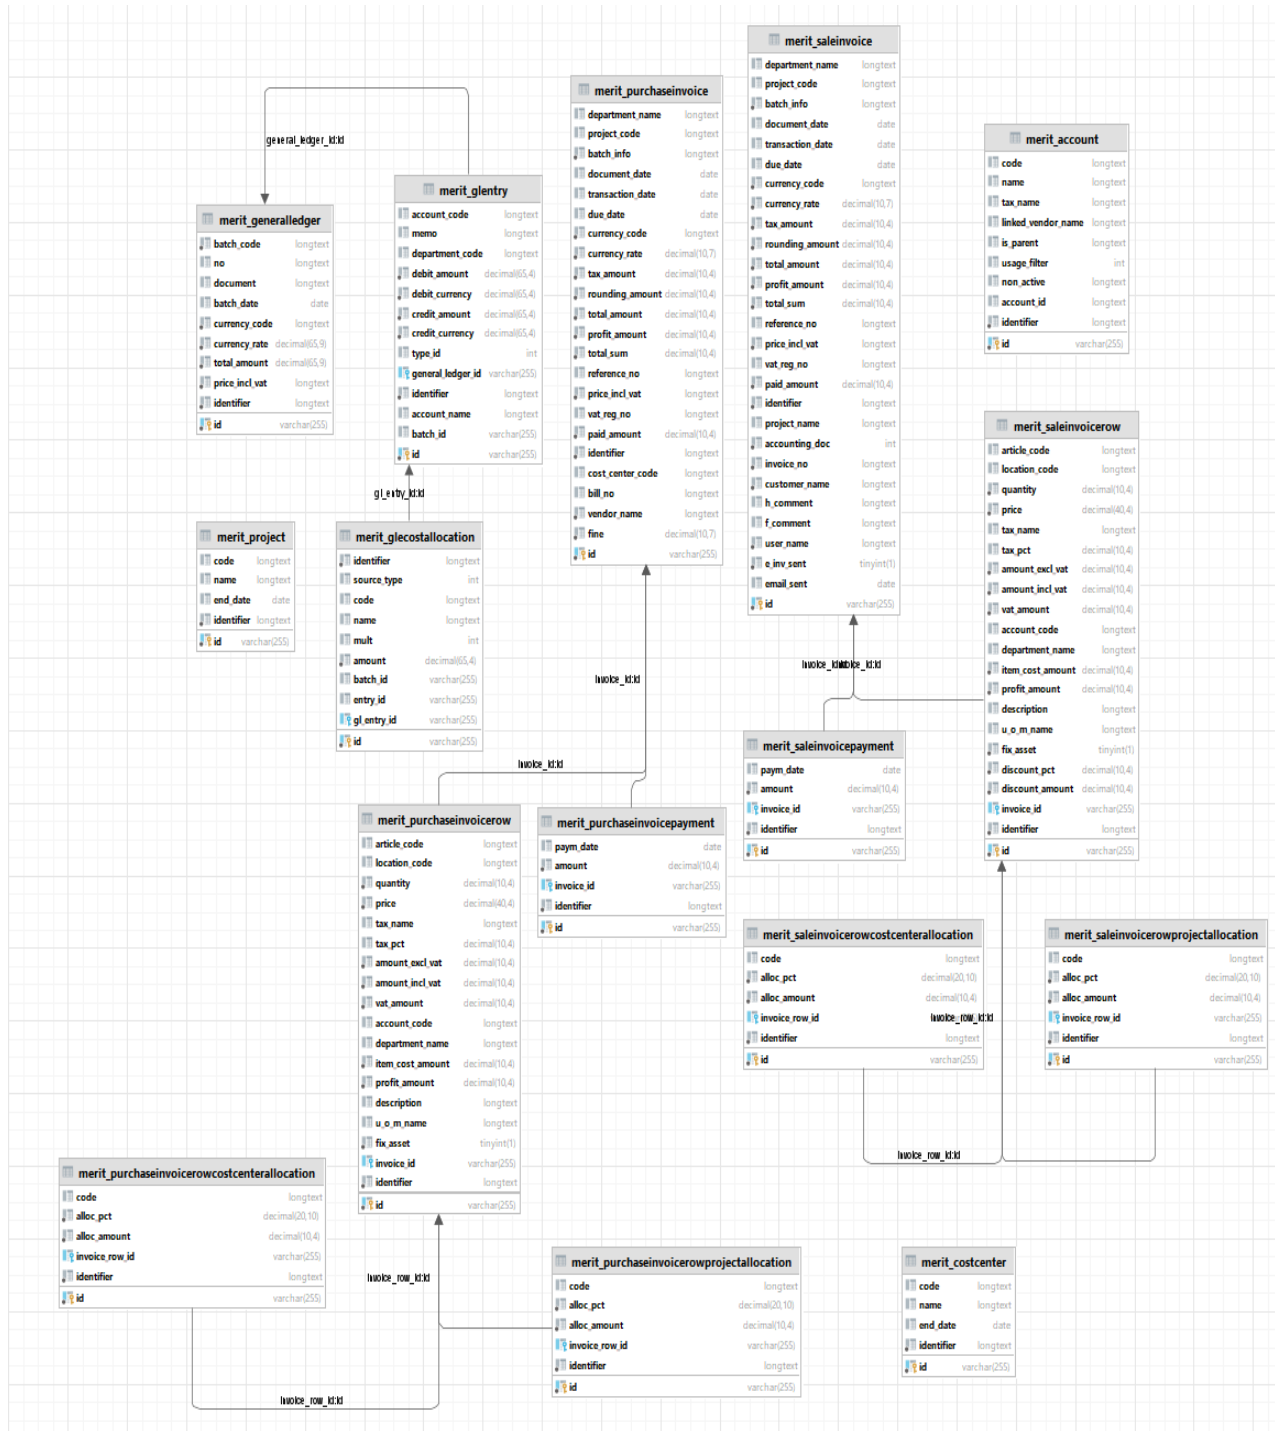 merit_saleinvoice
department_name longtext
project_code longtext
batch_info longtext
document_date date
transaction_date date
due_date date
currency_code longtext
currency_rate decimal(10,7)
tax_amount decimal(10,4)
rounding_amount decimal(10,4)
total_amount decimal(10,4)
profit_amount decimal(10,4)
total_sum decimal(10,4)
reference_no longtext
price_incl_vat longtext
vat_reg_no longtext
paid_amount decimal(10,4)
identifier longtext
project_name longtext
accounting_doc int
invoice_no longtext
customer_name longtext
h_comment longtext
f_comment longtext
user_name longtext
e_inv_sent tinyint(1)
email_sent date
id varchar(255)
merit_purchaseinvoice
department_name longtext
project_code longtext
batch_info longtext
document_date date
transaction_date date
due_date date
currency_code longtext
currency_rate decimal(10,7)
tax_amount decimal(10,4)
rounding_amount decimal(10,4)
total_amount decimal(10,4)
profit_amount decimal(10,4)
total_sum decimal(10,4)
reference_no longtext
price_incl_vat longtext
vat_reg_no longtext
paid_amount decimal(10,4)
identifier longtext
cost_center_code longtext
bill_no longtext
vendor_name longtext
fine decimal(10,7)
id varchar(255)
merit_account
code longtext
name longtext
tax_name longtext
linked_vendor_name longtext
is_parent longtext
usage_filter int
non_active longtext
account_id longtext
identifier longtext
id varchar(255)
general_ledger_id:id
merit_glentry
account_code longtext
memo longtext
department_code longtext
debit_amount decimal(65,4)
debit_currency decimal(65,4)
credit_amount decimal(65,4)
credit_currency decimal(65,4)
type_id int
general_ledger_id varchar(255)
identifier longtext
account_name longtext
batch_id varchar(255)
id varchar(255)
merit_generalledger
batch_code longtext
no longtext
document longtext
batch_date date
currency_code longtext
currency_rate decimal(65,9)
total_amount decimal(65,9)
price_incl_vat longtext
identifier longtext
id varchar(255)
gl_entry_id:id
merit_saleinvoicerow
article_code longtext
location_code longtext
quantity decimal(10,4)
price decimal(40,4)
tax_name longtext
tax_pct decimal(10,4)
amount_excl_vat decimal(10,4)
amount_incl_vat decimal(10,4)
vat_amount decimal(10,4)
account_code longtext
department_name longtext
item_cost_amount decimal(10,4)
profit_amount decimal(10,4)
description longtext
u_o_m_name longtext
fix_asset tinyint(1)
discount_pct decimal(10,4)
discount_amount decimal(10,4)
invoice_id varchar(255)
identifier longtext
id varchar(255)
merit_project
code longtext
name longtext
end_date date
identifier longtext
id varchar(255)
merit_glecostallocation
identifier longtext
source_type int
code longtext
name longtext
mult int
amount decimal(65,4)
batch_id varchar(255)
entry_id varchar(255)
gl_entry_id varchar(255)
id varchar(255)
invoice_id:id
invoice_id:id
merit_saleinvoicepayment
paym_date date
amount decimal(10,4)
invoice_id varchar(255)
identifier longtext
id varchar(255)
invoice_id:id
merit_purchaseinvoicerow
article_code longtext
location_code longtext
quantity decimal(10,4)
price decimal(40,4)
tax_name longtext
tax_pct decimal(10,4)
amount_excl_vat decimal(10,4)
amount_incl_vat decimal(10,4)
vat_amount decimal(10,4)
account_code longtext
department_name longtext
item_cost_amount decimal(10,4)
profit_amount decimal(10,4)
description longtext
u_o_m_name longtext
fix_asset tinyint(1)
invoice_id varchar(255)
identifier longtext
id varchar(255)
merit_purchaseinvoicepayment
paym_date date
amount decimal(10,4)
invoice_id varchar(255)
identifier longtext
id varchar(255)
merit_saleinvoicerowcostcenterallocation
code longtext
alloc_pct decimal(20,10)
alloc_amount decimal(10,4)
invoice_row_id
invoice_row_id:id
identifier longtext
id varchar(255)
merit_saleinvoicerowprojectallocation
code longtext
alloc_pct decimal(20,10)
alloc_amount decimal(10,4)
invoice_row_id varchar(255)
identifier longtext
id varchar(255)
invoice_row_id:id
merit_purchaseinvoicerowcostcenterallocation
code longtext
alloc_pct decimal(20,10)
alloc_amount decimal(10,4)
invoice_row_id varchar(255)
identifier longtext
id varchar(255)
invoice_row_id:id
merit_purchaseinvoicerowprojectallocation
code longtext
alloc_pct decimal(20,10)
alloc_amount decimal(10,4)
invoice_row_id varchar(255)
identifier longtext
id varchar(255)
merit_costcenter
code longtext
name longtext
end_date date
identifier longtext
id varchar(255)
invoice_row_id:id